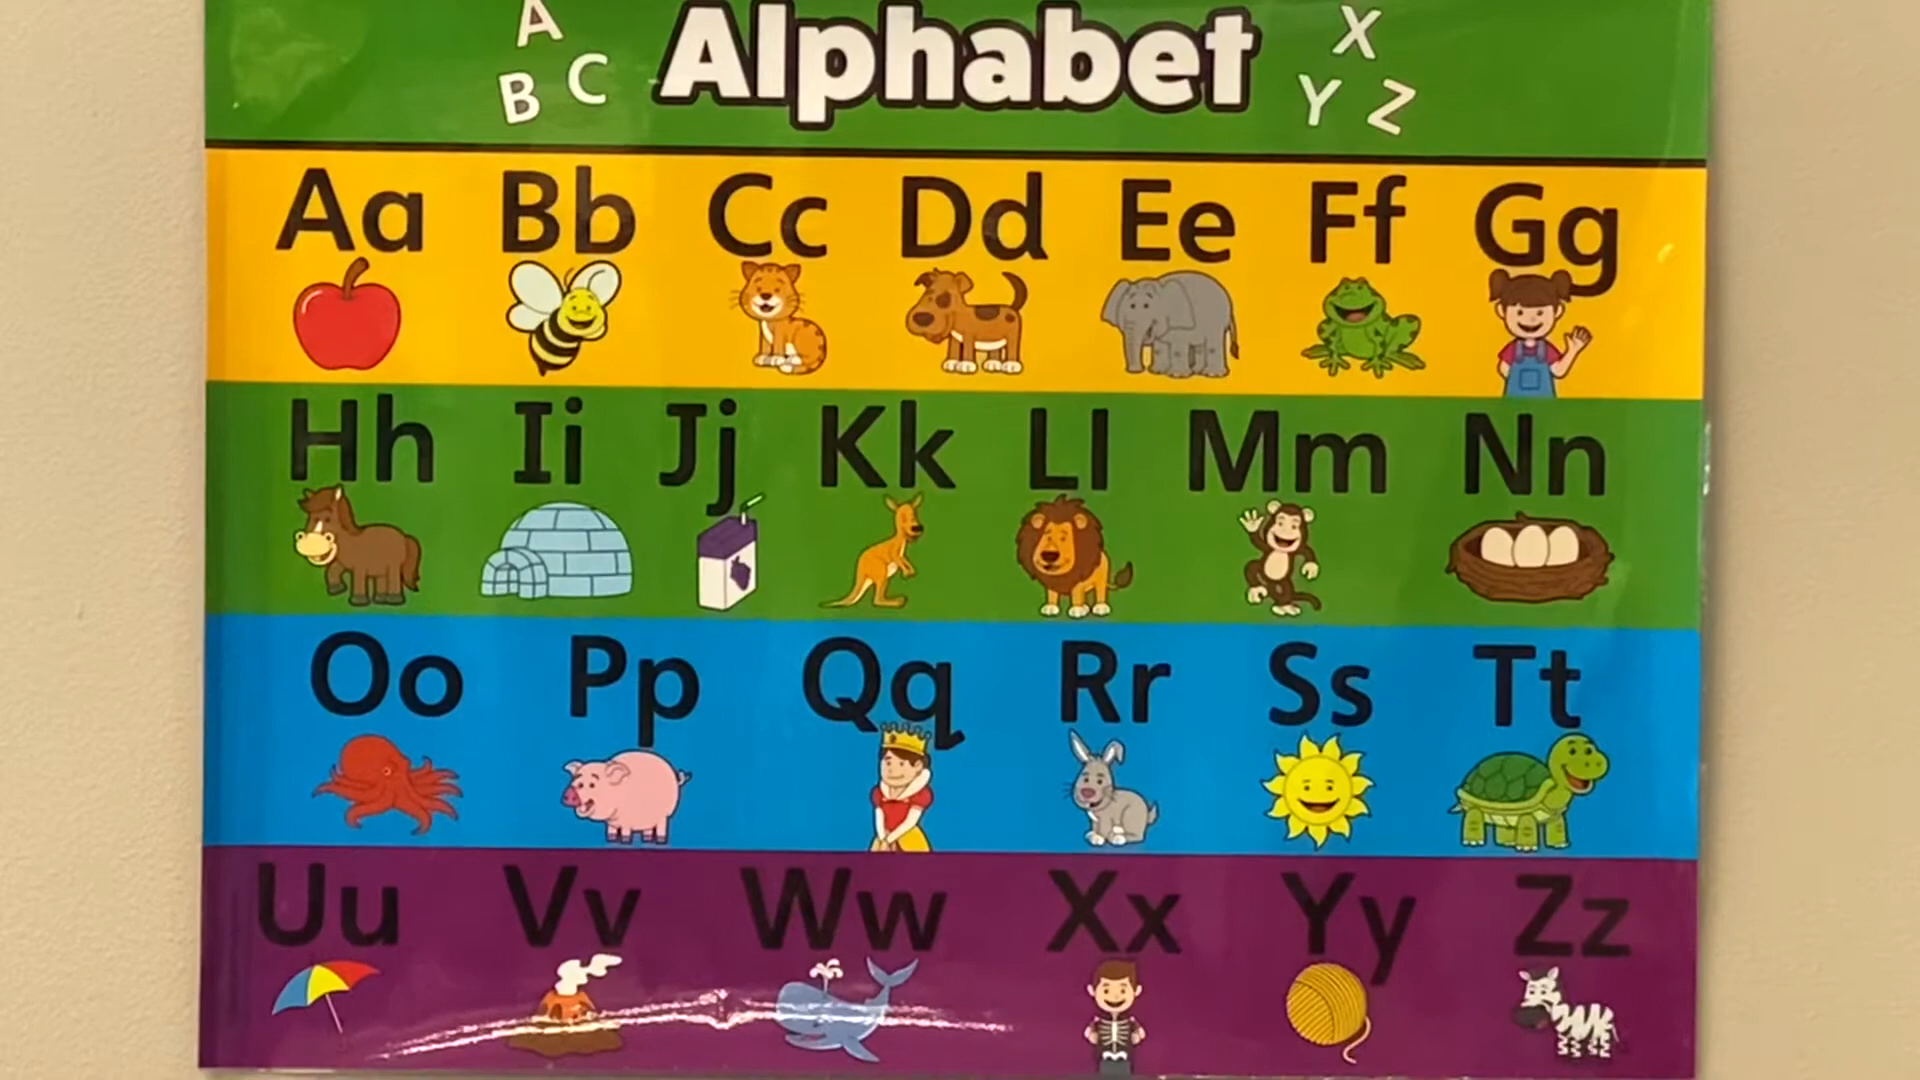 A B C Alphabet X Y Z
Aa Bb Cc Dd Ee Ff Gg
Hh Ii Jj Kk Ll Mm Nn
Oo Pp Qq Rr Ss Tt
Uu Vv Ww Xx Yy Zz